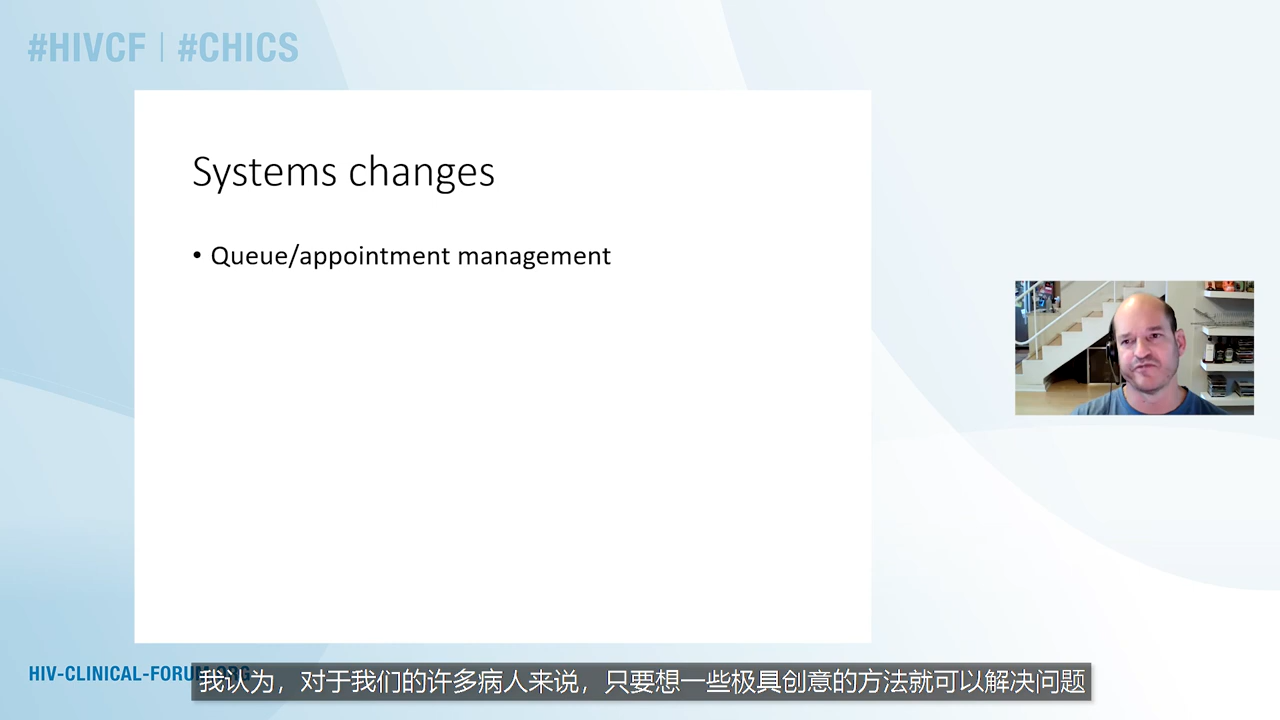 #HIVCF | #CHICS
Systems changes
• Queue/appointment management
HIV-CLINICAL-FORUM.ORG
我认为，对于我们的许多病人来说，只要想一些极具创意的方法就可以解决问题